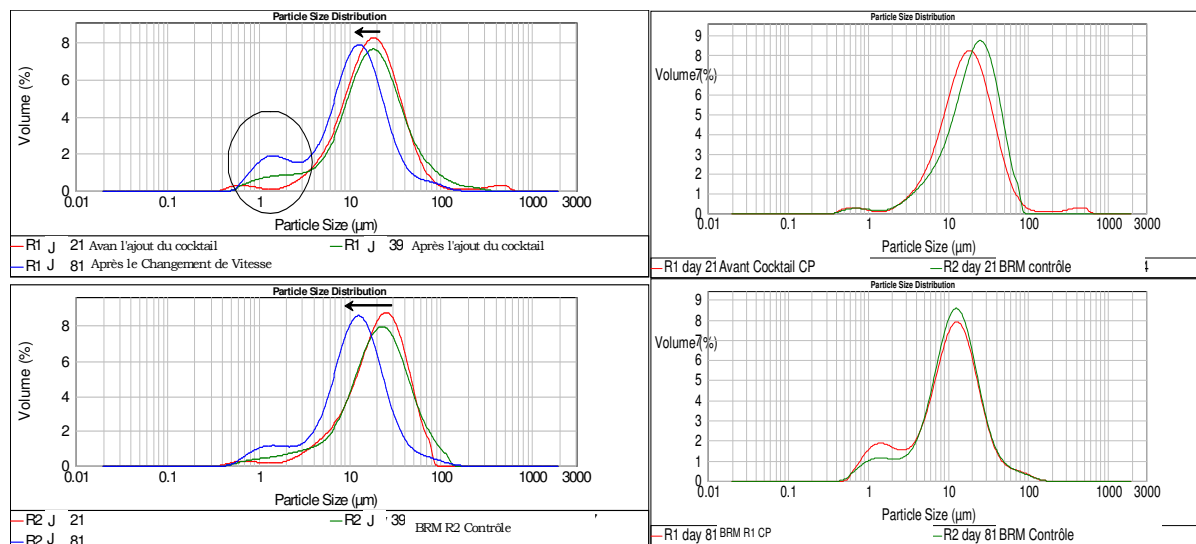 Particle Size Distribution
Volume (%)
8
6
4
2
0
0.01 0.1 1 10 100 1000 3000
Particle Size (µm)
R1 J 21 Avan l'ajout du cocktail
R1 J 39 Après l'ajout du cocktail
R1 J 81 Après le Changement de Vitesse
Particle Size Distribution
Volume (%)
9
8
7
6
5
4
3
2
1
0
0.01 0.1 1 10 100 1000 3000
Particle Size (µm)
R1 day 21 Avant Cocktail CP
R2 day 21 BRM contrôle
Particle Size Distribution
Volume (%)
8
6
4
2
0
0.01 0.1 1 10 100 1000 3000
Particle Size (µm)
R2 J 21
R2 J 39
BRM R2 Contrôle
R2 J 81
Particle Size Distribution
Volume (%)
9
8
7
6
5
4
3
2
1
0
0.01 0.1 1 10 100 1000 3000
Particle Size (µm)
R1 day 81 BRM R1 CP
R2 day 81 BRM Contrôle